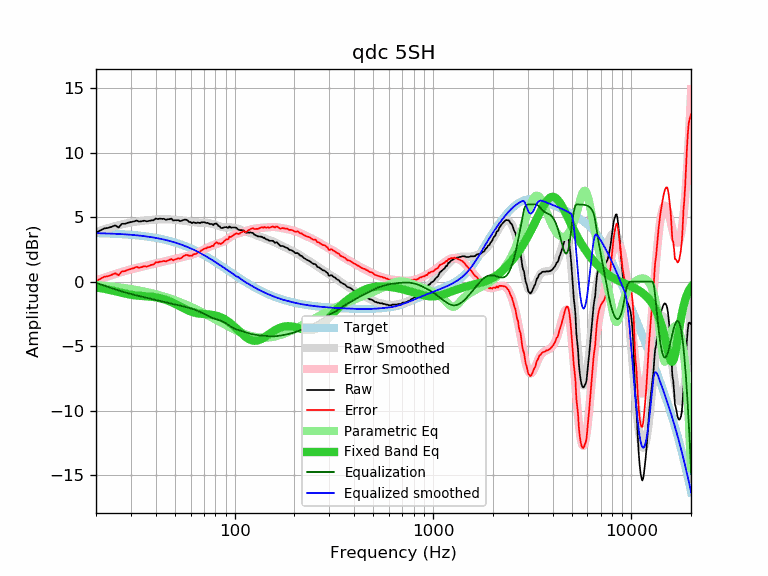 qdc 5SH
Amplitude (dBr)
15
10
5
0
−5
−10
−15
Target
Raw Smoothed
Error Smoothed
Raw
Error
Parametric Eq
Fixed Band Eq
Equalization
Equalized smoothed
100
1000
10000
Frequency (Hz)